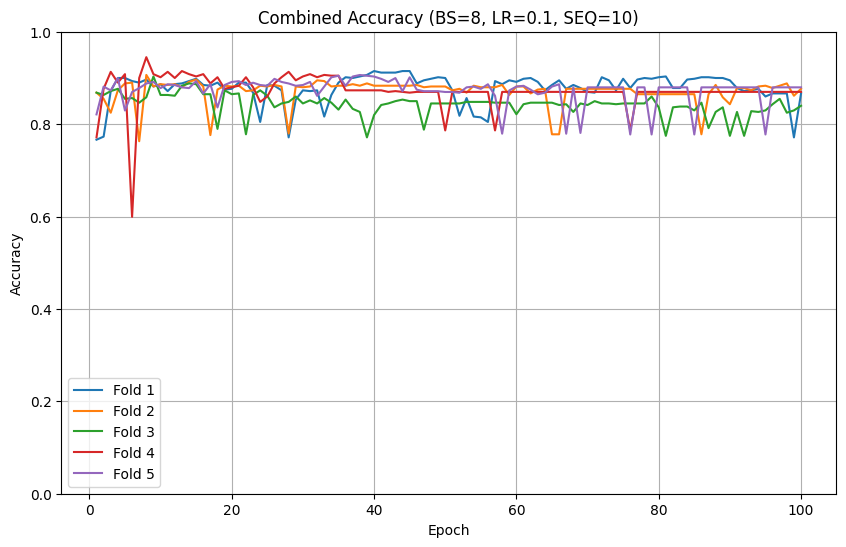 Combined Accuracy (BS=8, LR=0.1, SEQ=10)
1.0
0.8
0.6
0.4
0.2
0.0
Accuracy
Fold 1
Fold 2
Fold 3
Fold 4
Fold 5
0 20 40 60 80 100
Epoch